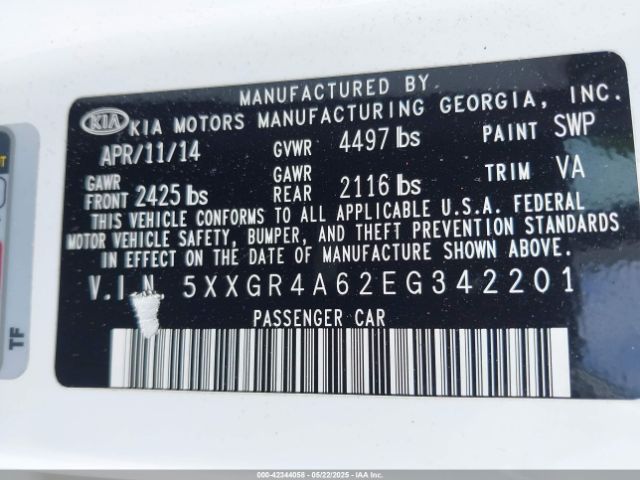 MANUFACTURED BY
KIA KIA MOTORS MANUFACTURING GEORGIA, INC.
APR/11/14 GVWR 4497 lbs PAINT SWP
GAWR FRONT 2425 lbs GAWR REAR 2116 lbs TRIM VA
THIS VEHICLE CONFORMS TO ALL APPLICABLE U.S.A. FEDERAL
MOTOR VEHICLE SAFETY, BUMPER, AND THEFT PREVENTION STANDARDS
IN EFFECT ON THE DATE OF MANUFACTURE SHOWN ABOVE.
V.I N 5XXGR4A62EG342201
PASSENGER CAR
TF
000-42344058 - 05/22/2025 - IAAI